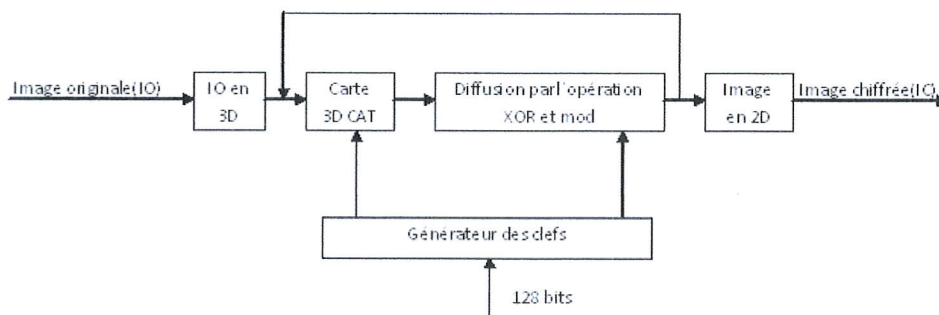 Image originale(IO)
IO en
3D
Carte
3D CAT
Diffusion parl'opération
XOR et mod
Image
en 2D
Image chiffrée(IC)
Générateur des clefs
128 bits